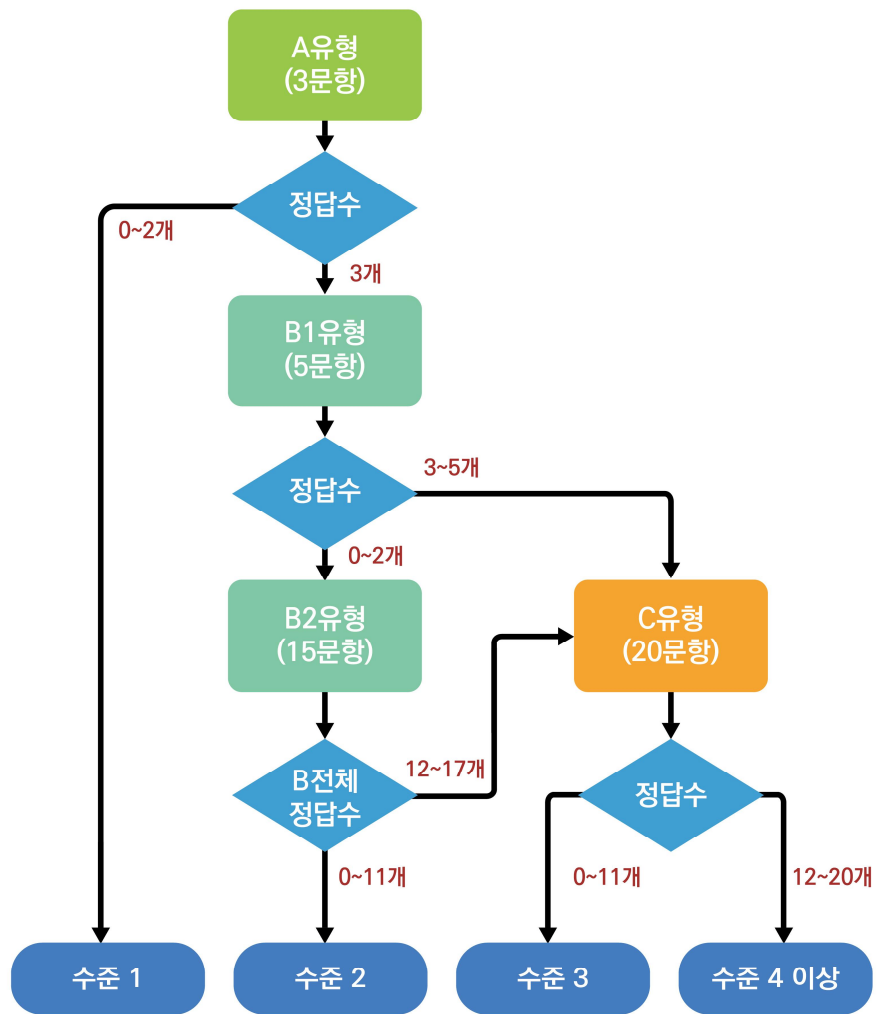 A유형
(3문항)
정답수
0~2개
3개
B1유형
(5문항)
정답수
3~5개
0~2개
B2유형
(15문항)
C유형
(20문항)
B전체
정답수
12~17개
정답수
0~11개
0~11개
12~20개
수준 1
수준 2
수준 3
수준 4 이상